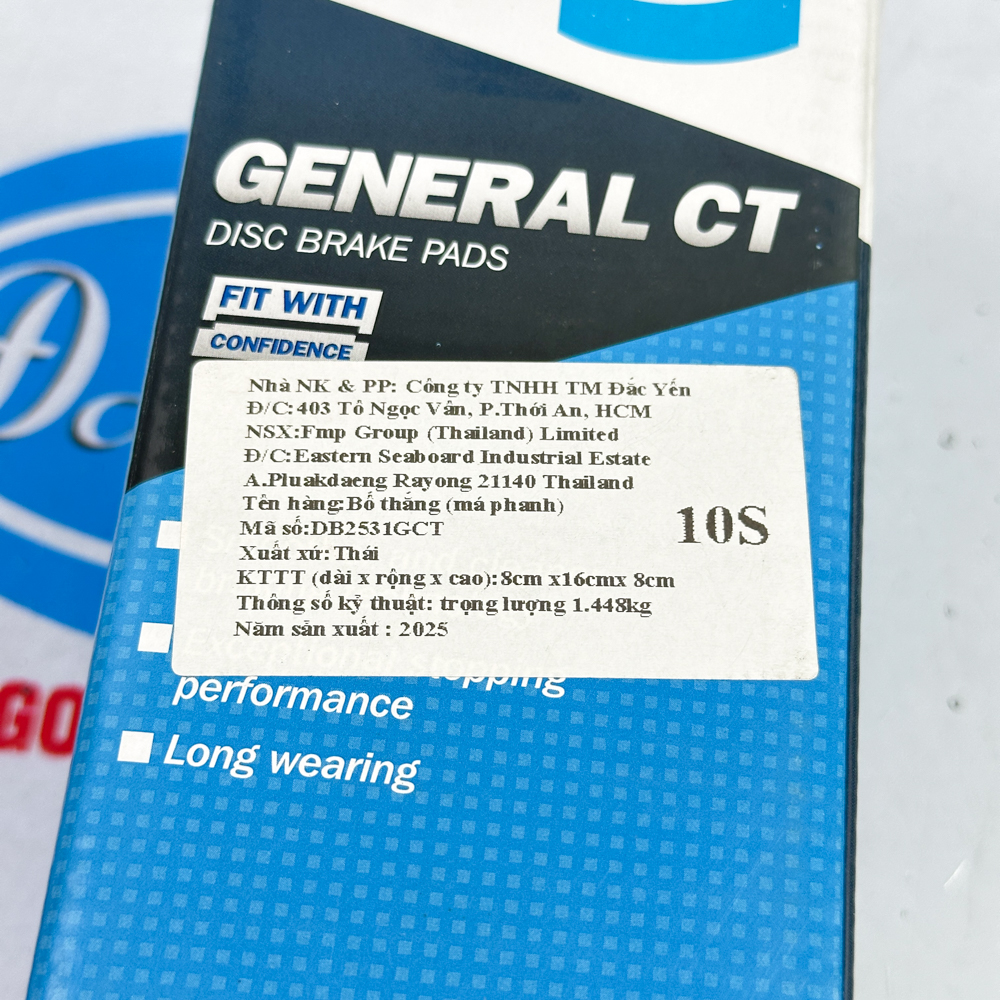 GENERAL CT
DISC BRAKE PADS
FIT WITH
CONFIDENCE
Nhà NK & PP: Công ty TNHH TM Đắc Yến
Đ/C:403 Tô Ngọc Vân, P.Thới An, HCM
NSX:Fmp Group (Thailand) Limited
Đ/C:Eastern Seaboard Industrial Estate
A.Pluakdaeng Rayong 21140 Thailand
Tên hàng:Bố thắng (má phanh)
Mã số:DB2531GCT
10S
Xuất xứ:Thái
KTTT (dài x rộng x cao):8cm x16cmx 8cm
Thông số kỹ thuật: trọng lượng 1.448kg
Năm sản xuất : 2025
Exceptional stopping
performance
Long wearing
GO